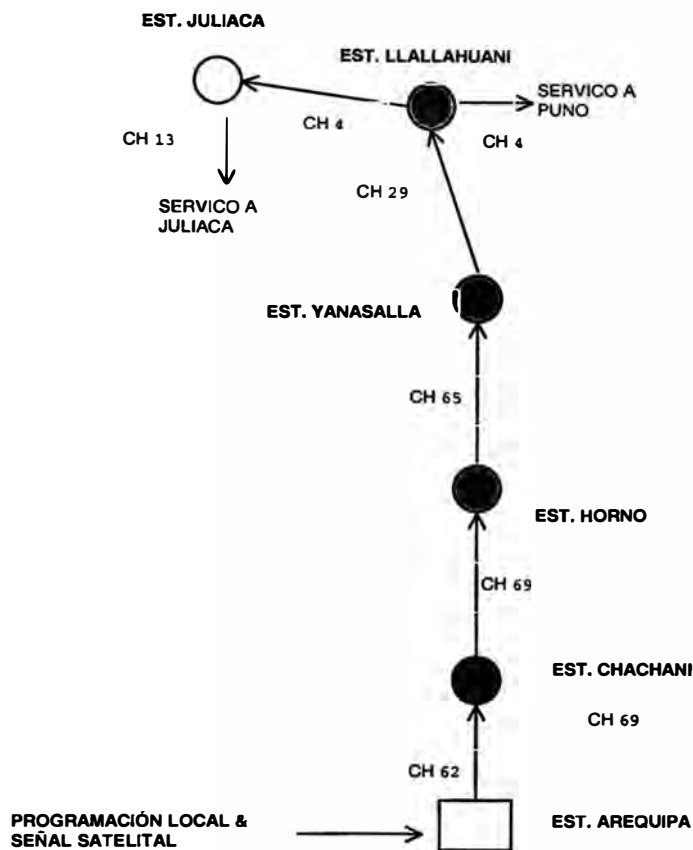 EST. JULIACA
EST. LLALLAHUANI
SERVICO A
PUNO
CH 13
CH 4
CH 4
CH 29
SERVICO A
JULIACA
EST. YANASALLA
CH 65
EST. HORNO
CH 69
EST. CHACHANI
CH 69
CH 62
PROGRAMACIÓN LOCAL &
SEÑAL SATELITAL
EST. AREQUIPA